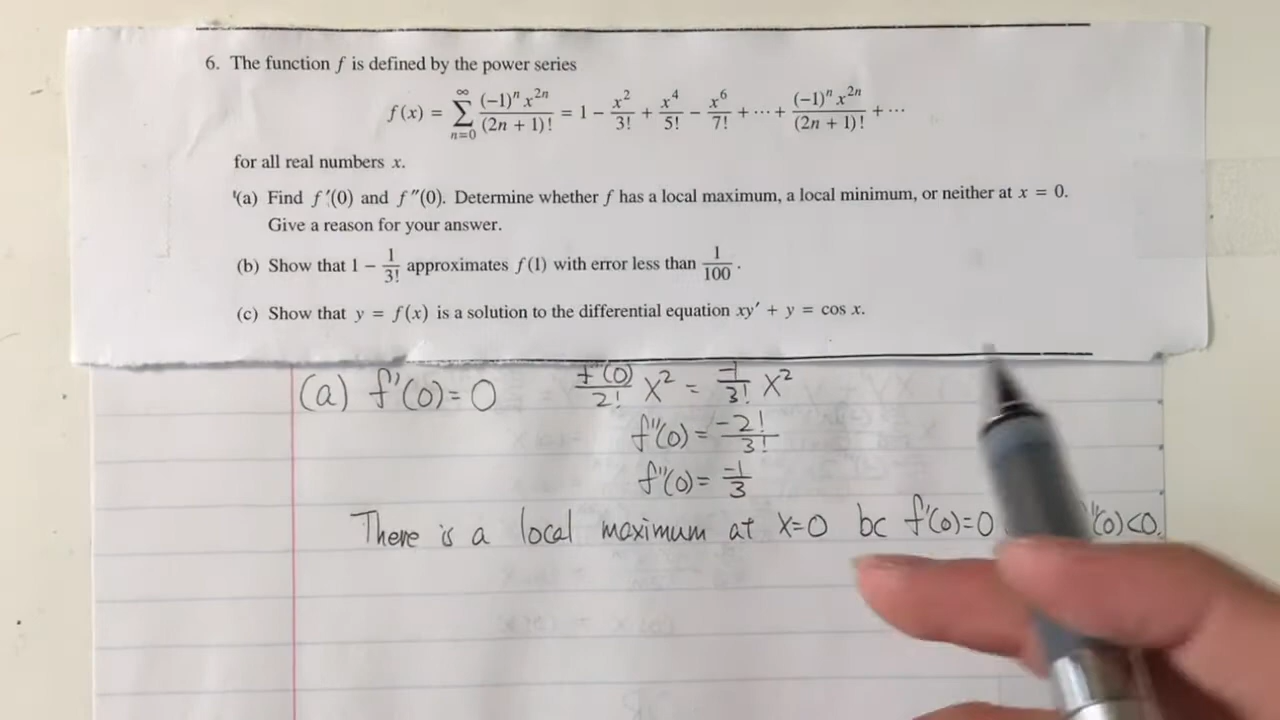 6. The function f is defined by the power series
f(x) = ∑_{n=0}^{∞} (-1)^n x^{2n} / (2n + 1)! = 1 - x^2/3! + x^4/5! - x^6/7! + ⋯ + (-1)^n x^{2n} / (2n + 1)! + ⋯
for all real numbers x.
(a) Find f′(0) and f″(0). Determine whether f has a local maximum, a local minimum, or neither at x = 0.
Give a reason for your answer.
(b) Show that 1 - 1/3! approximates f(1) with error less than 1/100.
(c) Show that y = f(x) is a solution to the differential equation xy′ + y = cos x.
(a) f'(0)=0 f"(0)/2! x^2 = -1/3! x^2
f"(0)= -2!/3!
f"(0)= -1/3
There is a local maximum at x=0 bc f'(0)=0 "(0)<0.